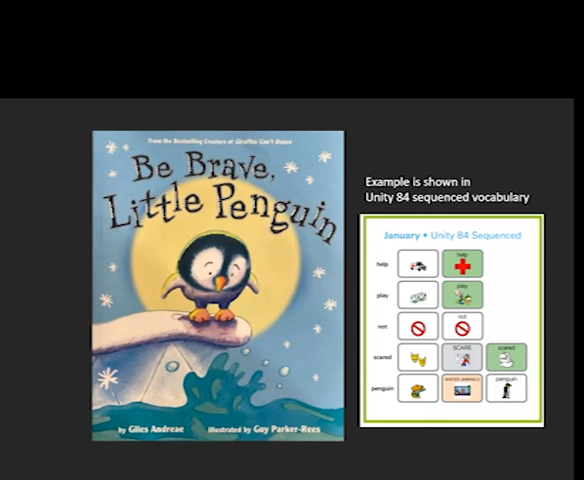 From the Bestselling Creators of Giraffes Can't Dance
Be Brave,
Little Penguin
by Giles Andreae
illustrated by Guy Parker-Rees
Example is shown in
Unity 84 sequenced vocabulary
January • Unity 84 Sequenced
help
help
play
play
not
not
scared
SCARE
scared
penguin
WATER ANIMALS
penguin